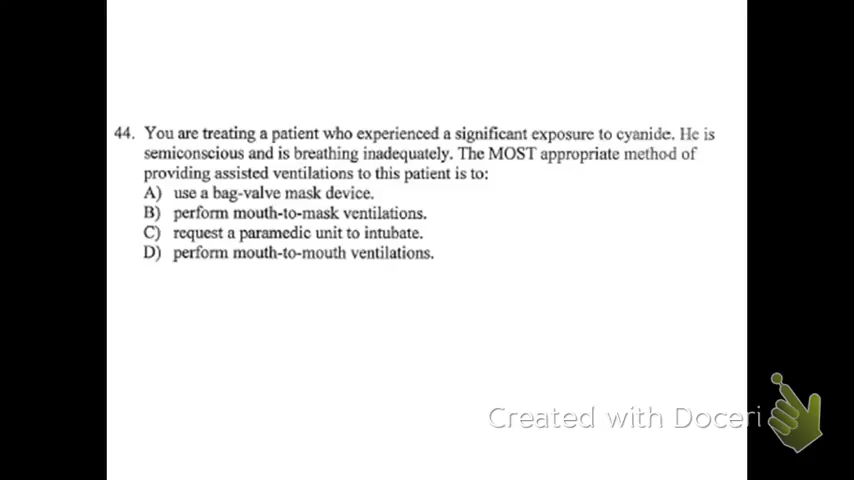 44. You are treating a patient who experienced a significant exposure to cyanide. He is
semiconscious and is breathing inadequately. The MOST appropriate method of
providing assisted ventilations to this patient is to:
A) use a bag-valve mask device.
B) perform mouth-to-mask ventilations.
C) request a paramedic unit to intubate.
D) perform mouth-to-mouth ventilations.
Created with Doceri